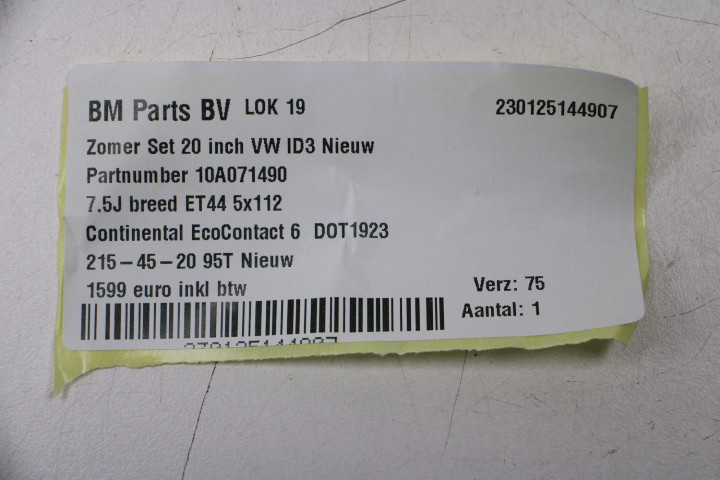 BM Parts BV LOK 19 230125144907
Zomer Set 20 inch VW ID3 Nieuw
Partnumber 10A071490
7.5J breed ET44 5x112
Continental EcoContact 6 DOT1923
215-45-20 95T Nieuw
1599 euro inkl btw Verz: 75
Aantal: 1